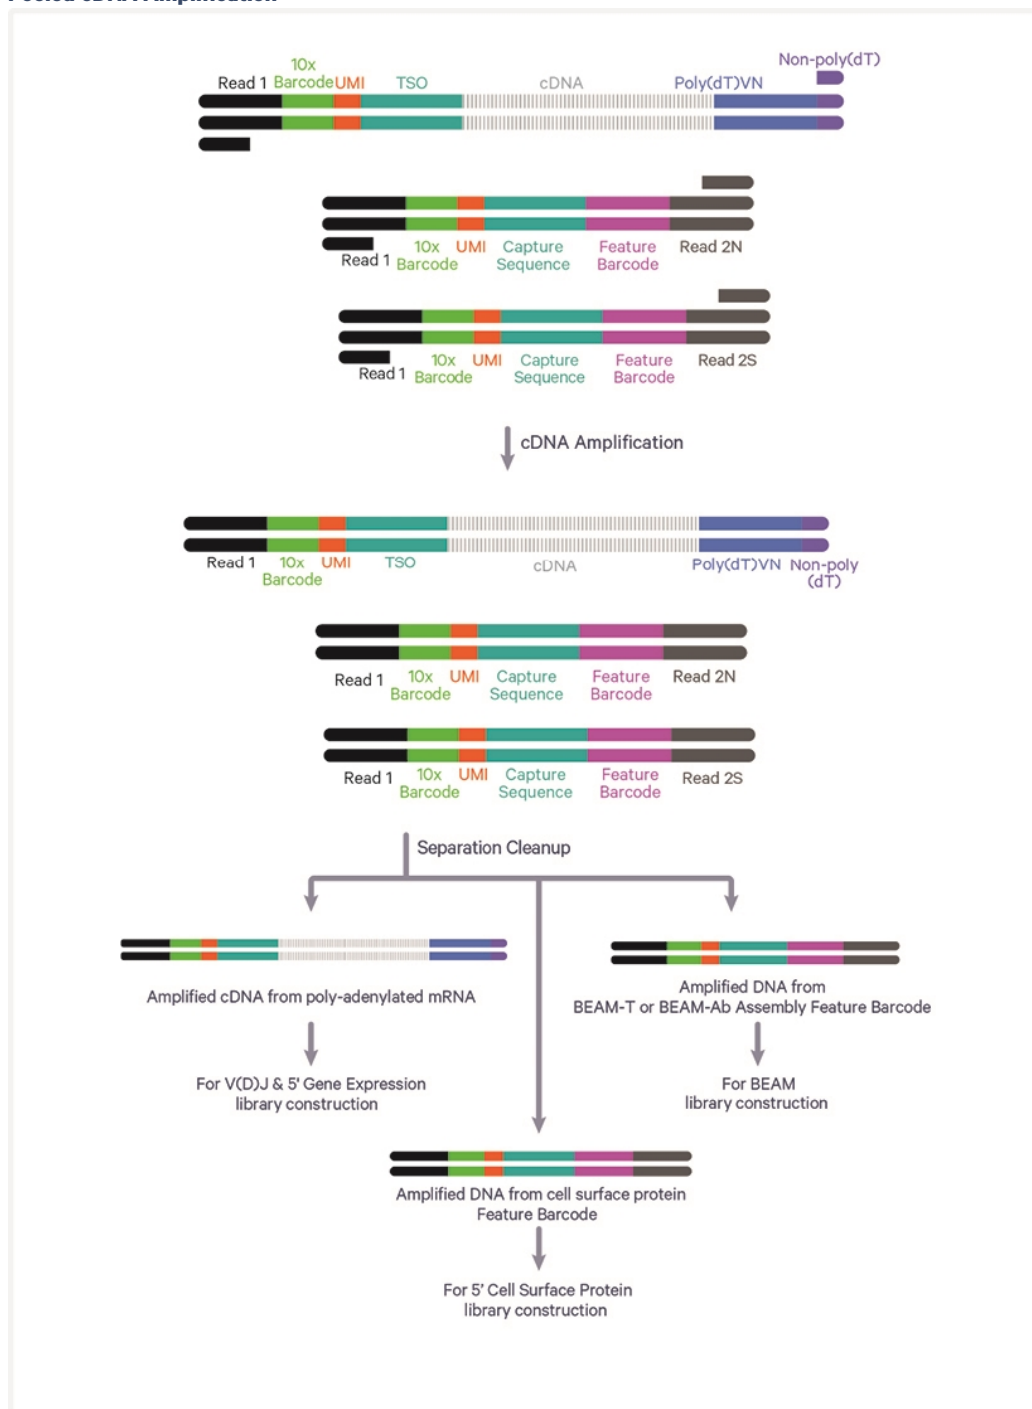 Pooled cDNA Amplification
Non-poly(dT)
10x
Read 1 Barcode UMI TSO cDNA Poly(dT)VN
10x UMI Capture Feature Read 2N
Read 1 Barcode Sequence Barcode
10x UMI Capture Feature Read 2S
Read 1 Barcode Sequence Barcode
cDNA Amplification
Read 1 10x UMI TSO cDNA Poly(dT)VN Non-poly
Barcode (dT)
Read 1 10x UMI Capture Feature Read 2N
Barcode Sequence Barcode
Read 1 10x UMI Capture Feature Read 2S
Barcode Sequence Barcode
Separation Cleanup
Amplified cDNA from poly-adenylated mRNA
Amplified DNA from
BEAM-T or BEAM-Ab Assembly Feature Barcode
For V(D)J & 5' Gene Expression
library construction
For BEAM
library construction
Amplified DNA from cell surface protein
Feature Barcode
For 5' Cell Surface Protein
library construction